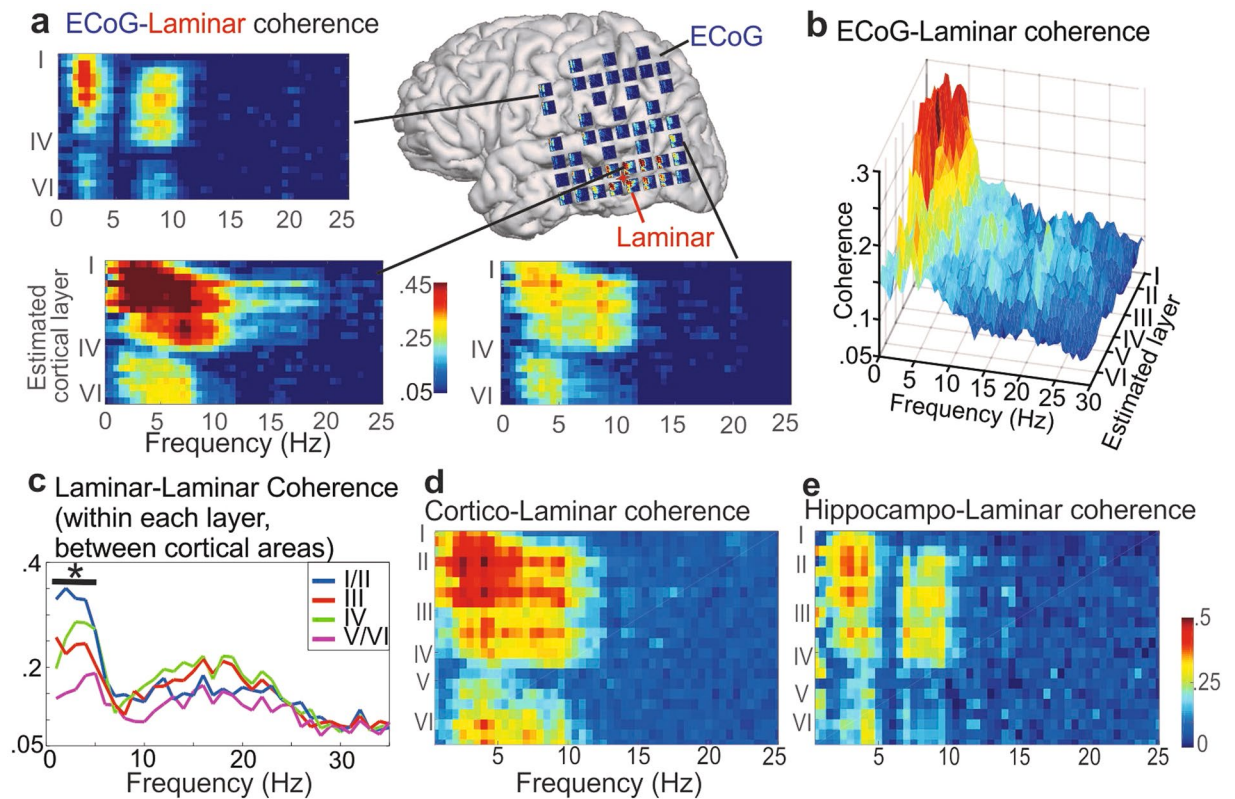 a ECoG-Laminar coherence
I
IV
VI
0 5 10 15 20 25
ECoG
Laminar
Estimated
cortical layer
I
IV
VI
0 5 10 15 20 25
Frequency (Hz)
.45
.25
.05
I
IV
VI
0 5 10 15 20 25
b ECoG-Laminar coherence
Coherence
.3
.2
.1
.05
0 5 10 15 20 25 30
Frequency (Hz)
I
II
III
IV
V
VI
Estimated layer
c Laminar-Laminar Coherence
(within each layer,
between cortical areas)
.4
.2
.05
*
I/II
III
IV
V/VI
0 10 20 30
Frequency (Hz)
d
Cortico-Laminar coherence
I
II
III
IV
V
VI
5 10 15 20 25
Frequency (Hz)
e
Hippocampo-Laminar coherence
I
II
III
IV
V
VI
5 10 15 20 25
.5
.25
0